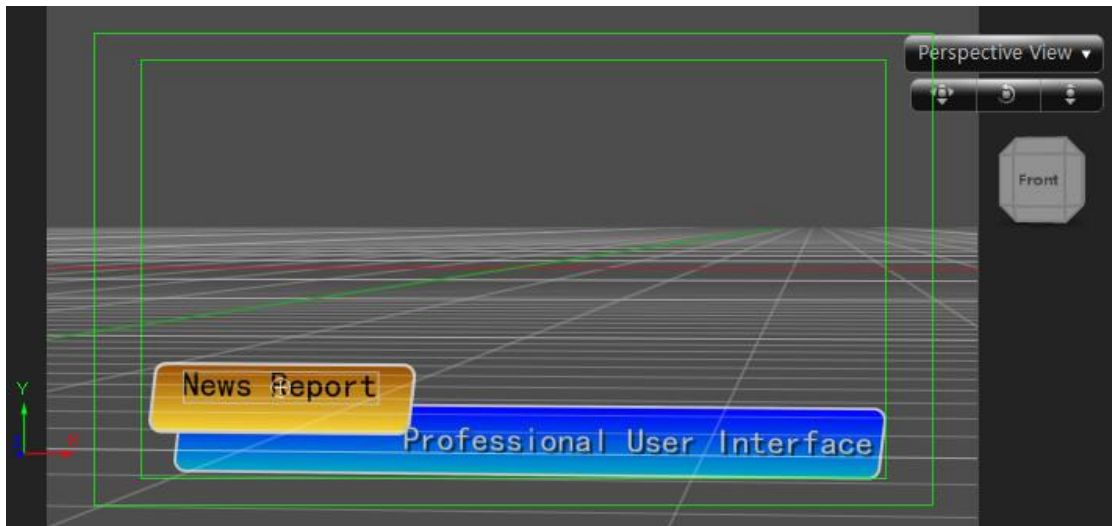 Perspective View
Front
News Report
Professional User Interface
Y
X